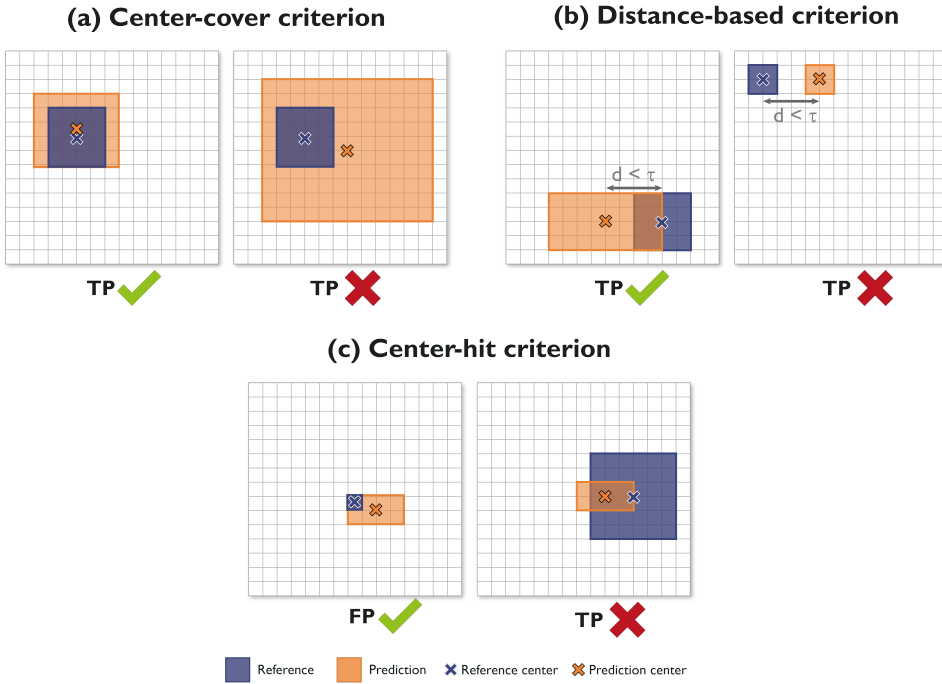 (a) Center-cover criterion
(b) Distance-based criterion
d < τ
d < τ
TP
TP
TP
TP
(c) Center-hit criterion
FP
TP
Reference
Prediction
Reference center
Prediction center